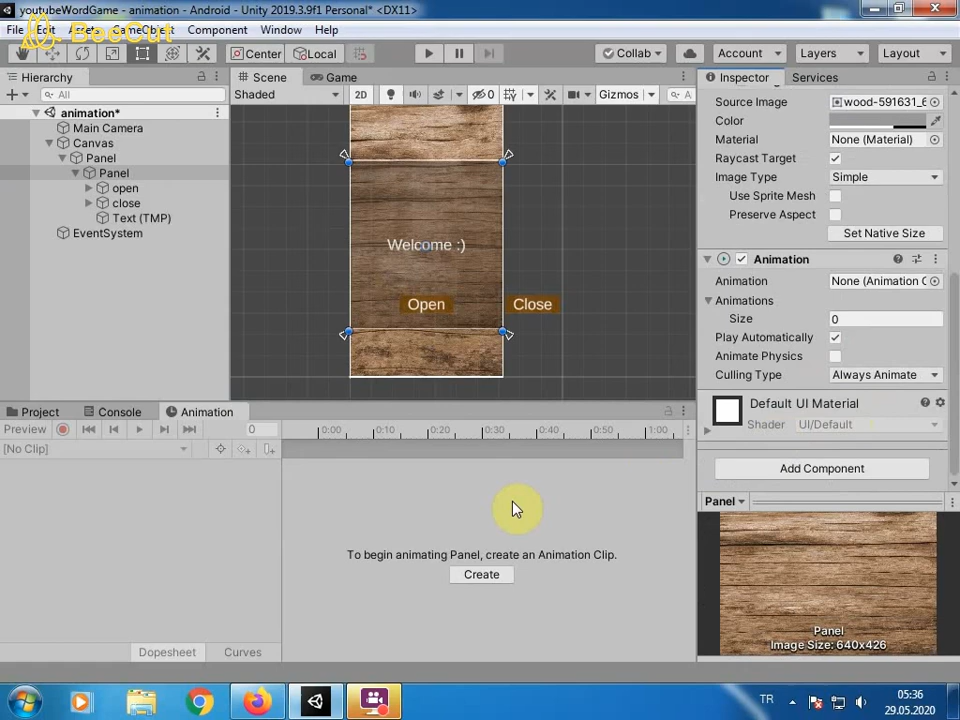 youtubeWordGame - animation - Android - Unity 2019.3.9f1 Personal* <DX11>
BeeCut
File Edit Assets GameObject Component Window Help
Center Local Collab Account Layers Layout
Hierarchy
All
animation*
Main Camera
Canvas
Panel
Panel
open
close
Text (TMP)
EventSystem
Scene Game
Shaded 2D 0 Gizmos A
Welcome :)
Open Close
Inspector Services
Source Image wood-591631_6
Color
Material None (Material)
Raycast Target
Image Type Simple
Use Sprite Mesh
Preserve Aspect
Set Native Size
Animation
Animation None (Animation C
Animations
Size 0
Play Automatically
Animate Physics
Culling Type Always Animate
Default UI Material
Shader UI/Default
Add Component
Panel
Panel
Image Size: 640x426
Project Console Animation
Preview 0 0:00 0:10 0:20 0:30 0:40 0:50 1:00
[No Clip]
To begin animating Panel, create an Animation Clip.
Create
Dopesheet Curves
TR
05:36
29.05.2020